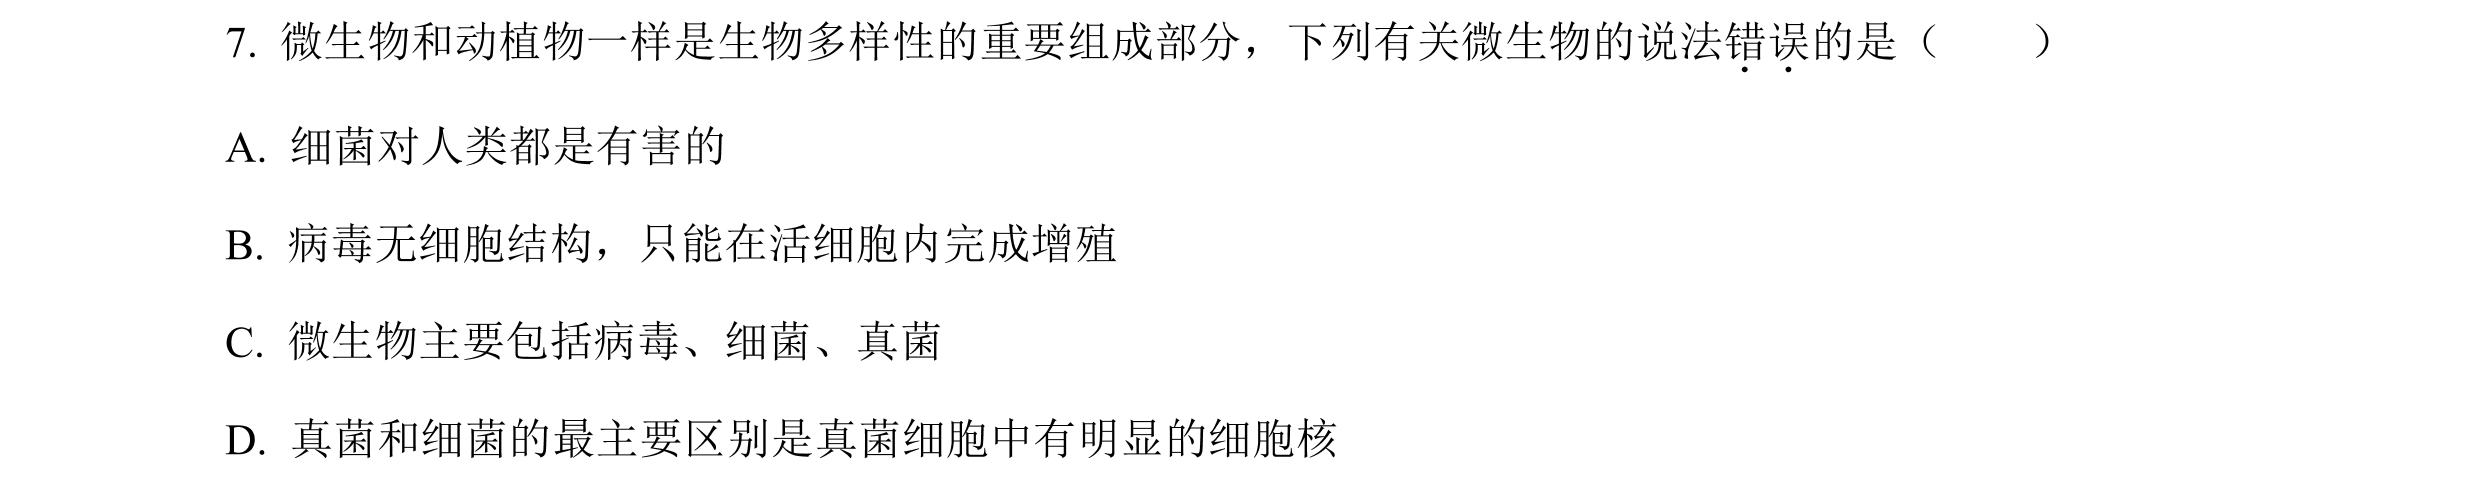 7. 微生物和动植物一样是生物多样性的重要组成部分，下列有关微生物的说法错误的是（　　）
A. 细菌对人类都是有害的
B. 病毒无细胞结构，只能在活细胞内完成增殖
C. 微生物主要包括病毒、细菌、真菌
D. 真菌和细菌的最主要区别是真菌细胞中有明显的细胞核